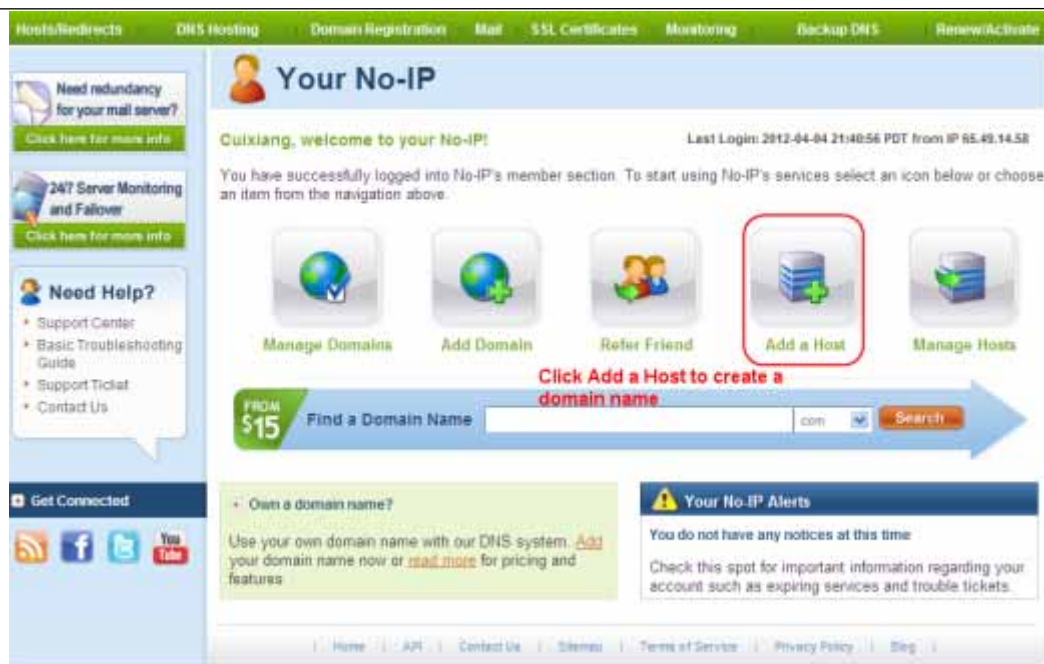 Hosts/Redirects DNS Hosting Domain Registration Mail SSL Certificates Monitoring Backup DNS Renew/Activate
Need redundancy
for your mail server?
Click here for more info
24/7 Server Monitoring
and Failover
Click here for more info
Need Help?
Support Center
Basic Troubleshooting
Guide
Support Ticket
Contact Us
Get Connected
You
Tube
Your No-IP
Cuixiang, welcome to your No-IP!
Last Login: 2012-04-04 21:40:56 PDT from IP 65.49.14.58
You have successfully logged into No-IP's member section. To start using No-IP's services select an icon below or choose
an item from the navigation above.
Manage Domains Add Domain Refer Friend Add a Host Manage Hosts
Click Add a Host to create a
domain name
FROM
$15
Find a Domain Name com Search
Own a domain name?
Use your own domain name with our DNS system. Add
your domain name now or read more for pricing and
features
Your No-IP Alerts
You do not have any notices at this time
Check this spot for important information regarding your
account such as expiring services and trouble tickets.
| Home | API | Contact Us | Sitemap | Terms of Service | Privacy Policy | Blog |